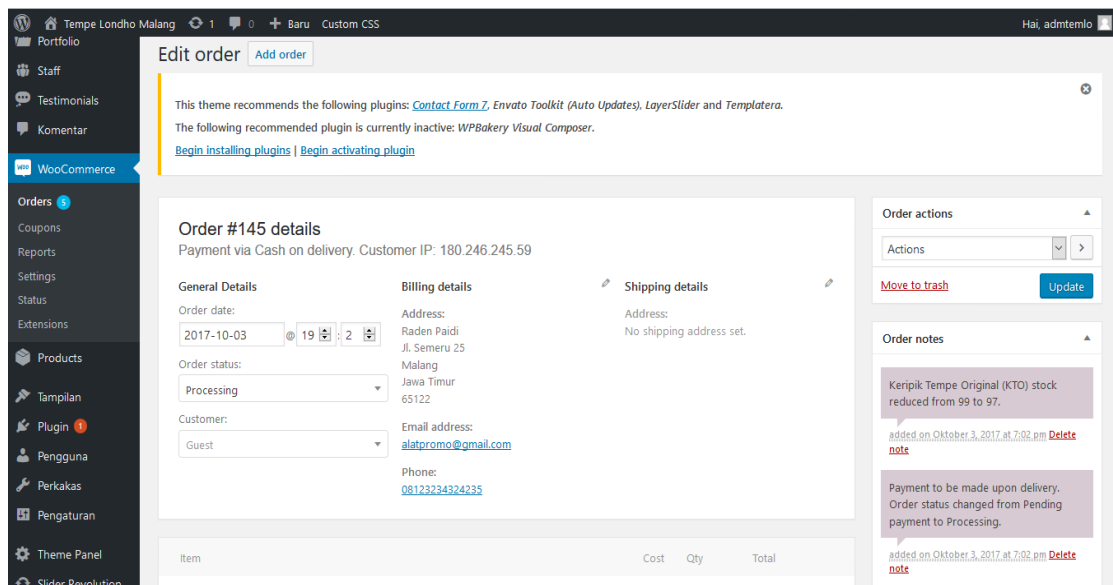 Tempe Londho Malang 1 0 + Baru Custom CSS Hai, admtemlo
Portfolio
Staff
Testimonials
Komentar
WooCommerce
Orders 5
Coupons
Reports
Settings
Status
Extensions
Products
Tampilan
Plugin 1
Pengguna
Perkakas
Pengaturan
Theme Panel
Slider Revolution
Edit order Add order
This theme recommends the following plugins: Contact Form 7, Envato Toolkit (Auto Updates), LayerSlider and Templatera.
The following recommended plugin is currently inactive: WPBakery Visual Composer.
Begin installing plugins | Begin activating plugin
Order #145 details
Payment via Cash on delivery. Customer IP: 180.246.245.59
General Details
Order date:
2017-10-03 @ 19 : 2
Order status:
Processing
Customer:
Guest
Billing details
Address:
Raden Paidi
Jl. Semeru 25
Malang
Jawa Timur
65122
Email address:
alatpromo@gmail.com
Phone:
08123234324235
Shipping details
Address:
No shipping address set.
Item Cost Qty Total
Order actions
Actions
Move to trash Update
Order notes
Keripik Tempe Original (KTO) stock
reduced from 99 to 97.
added on Oktober 3, 2017 at 7:02 pm Delete
note
Payment to be made upon delivery.
Order status changed from Pending
payment to Processing.
added on Oktober 3, 2017 at 7:02 pm Delete
note